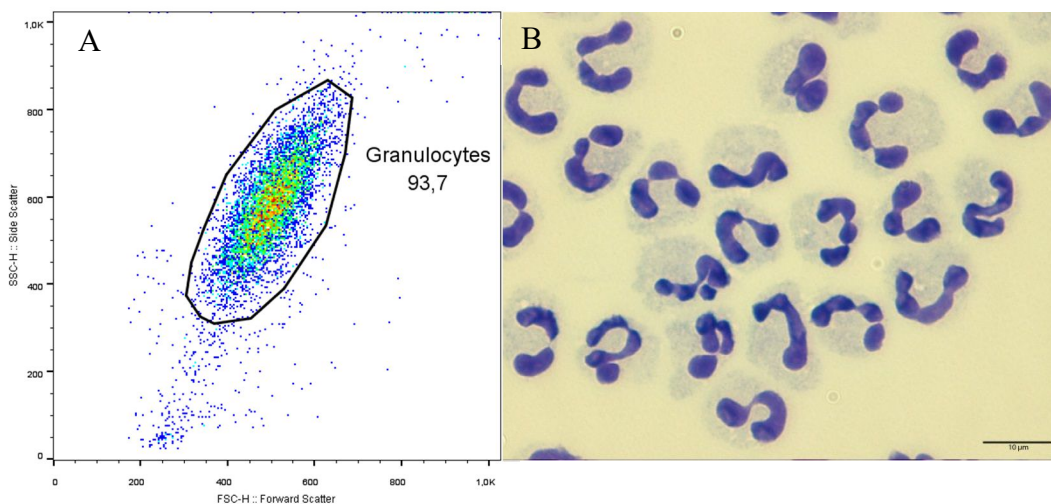 A
B
1,0K
800
600
400
200
0
SSC-H :: Side Scatter
Granulocytes
93,7
0 200 400 600 800 1,0K
FSC-H :: Forward Scatter
10 µm